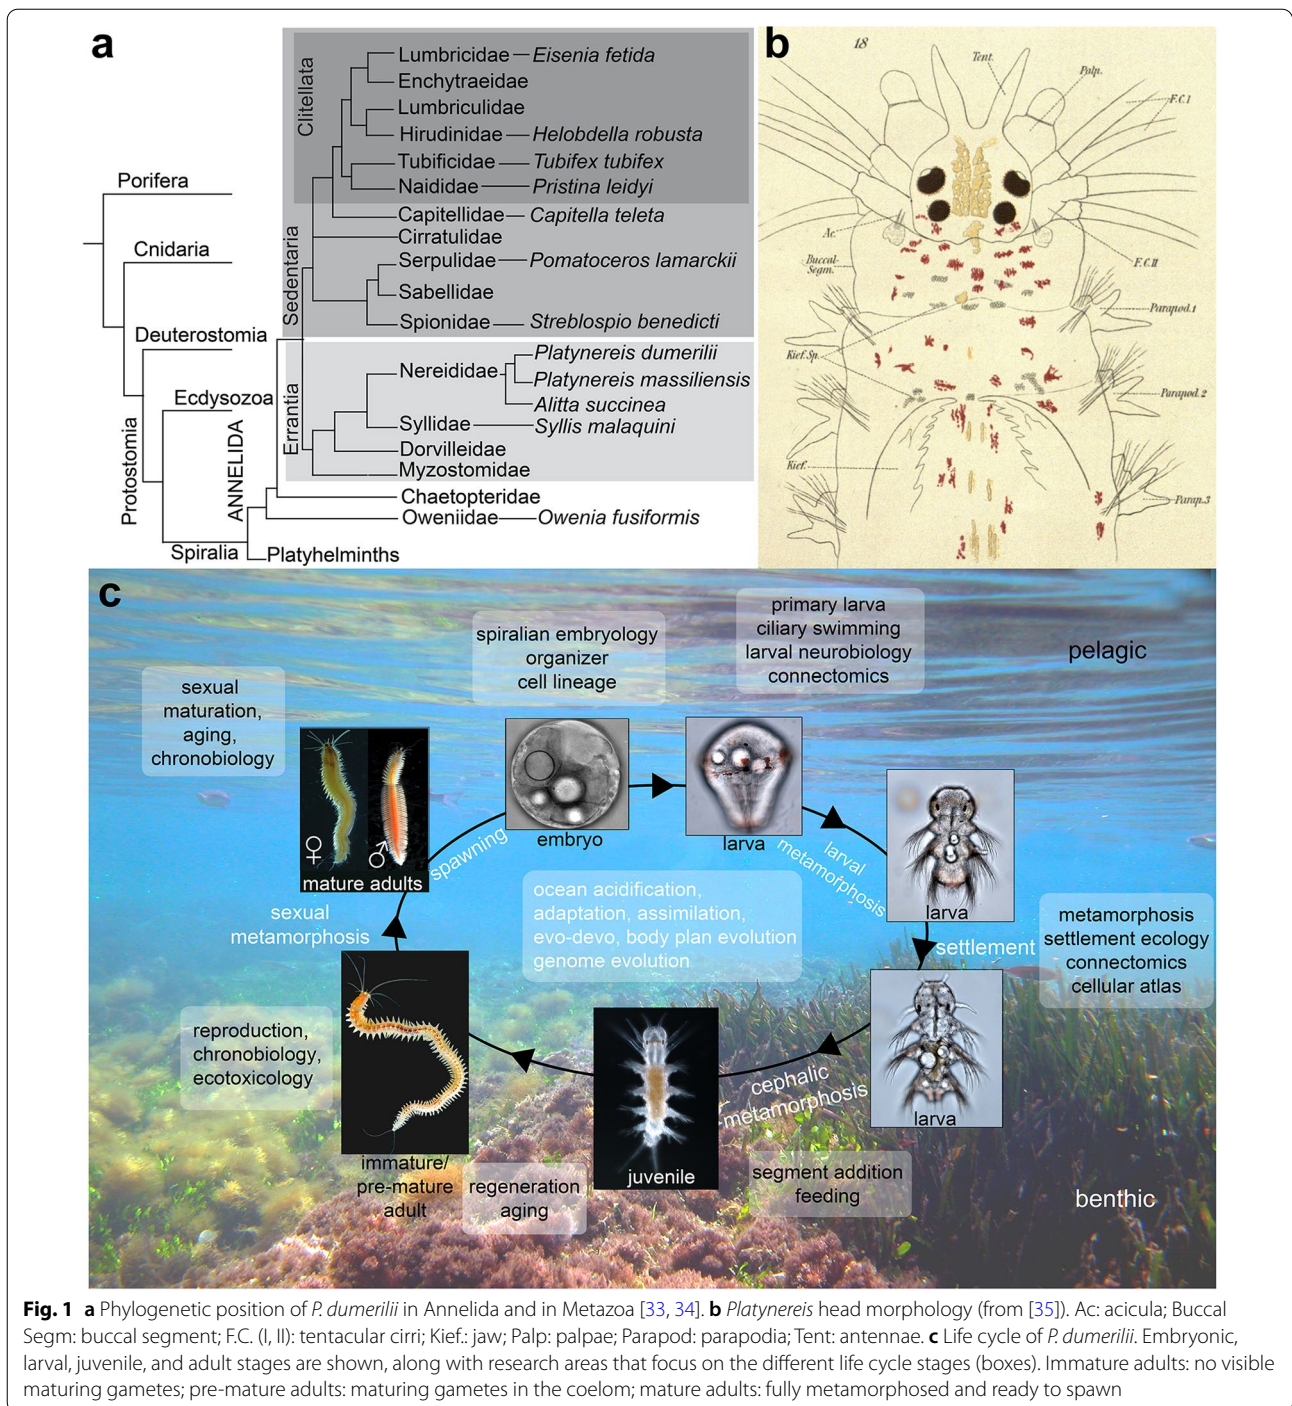 a
Clitellata
Lumbricidae
Eisenia fetida
Enchytraeidae
Lumbriculidae
Hirudinidae
Helobdella robusta
Tubificidae
Tubifex tubifex
Naididae
Pristina leidyi
Sedentaria
Capitellidae
Capitella teleta
Cirratulidae
Serpulidae
Pomatoceros lamarckii
Sabellidae
Spionidae
Streblospio benedicti
Errantia
Nereididae
Platynereis dumerilii
Platynereis massiliensis
Alitta succinea
Syllidae
Syllis malaquini
Dorvilleidae
Myzostomidae
Chaetopteridae
Oweniidae
Owenia fusiformis
Porifera
Cnidaria
Deuterostomia
Ecdysozoa
Protostomia
ANNELIDA
Spiralia
Platyhelminths
b
18
Tent.
Palp.
F.C.I
Ac.
Buccal-
Segm.
F.C.II
Parapod.1
Kief.Sp.
Parapod.2
Kief.
Parap.3
c
pelagic
primary larva
ciliary swimming
larval neurobiology
connectomics
spiralian embryology
organizer
cell lineage
sexual
maturation,
aging,
chronobiology
♀
♂
mature adults
spawning
embryo
larva
larval
metamorphosis
larva
ocean acidification,
adaptation, assimilation,
evo-devo, body plan evolution
genome evolution
metamorphosis
settlement ecology
connectomics
cellular atlas
settlement
sexual
metamorphosis
reproduction,
chronobiology,
ecotoxicology
cephalic
metamorphosis
larva
immature/
pre-mature
adult
regeneration
aging
juvenile
segment addition
feeding
benthic
Fig. 1 a Phylogenetic position of P. dumerilii in Annelida and in Metazoa [33, 34]. b Platynereis head morphology (from [35]). Ac: acicula; Buccal
Segm: buccal segment; F.C. (I, II): tentacular cirri; Kief.: jaw; Palp: palpae; Parapod: parapodia; Tent: antennae. c Life cycle of P. dumerilii. Embryonic,
larval, juvenile, and adult stages are shown, along with research areas that focus on the different life cycle stages (boxes). Immature adults: no visible
maturing gametes; pre-mature adults: maturing gametes in the coelom; mature adults: fully metamorphosed and ready to spawn